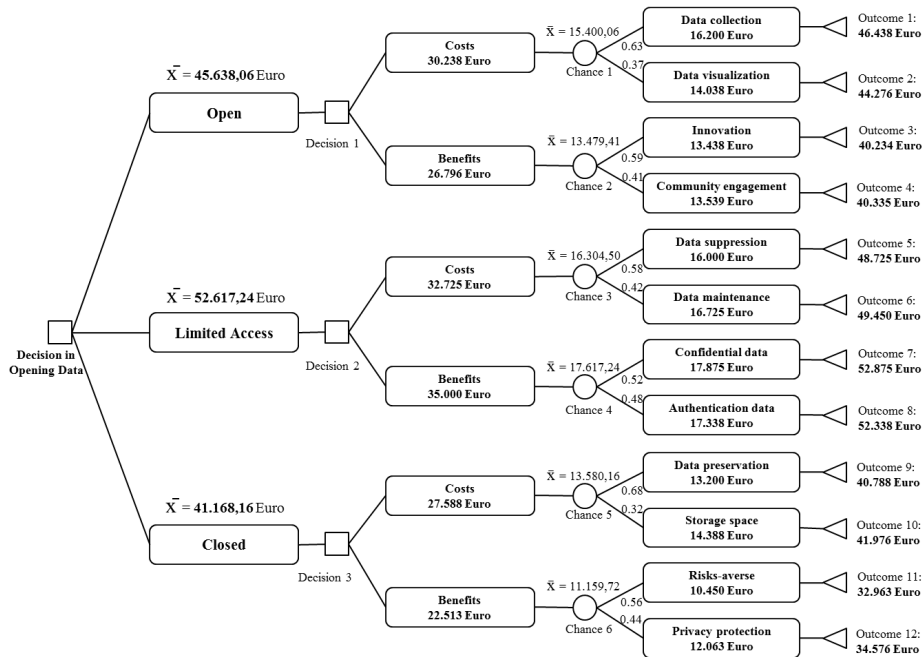 Decision in
Opening Data
X̄ = 45.638,06 Euro
Open
Decision 1
Costs
30.238 Euro
X̄ = 15.400,06
Chance 1
0.63
0.37
Data collection
16.200 Euro
Outcome 1:
46.438 Euro
Data visualization
14.038 Euro
Outcome 2:
44.276 Euro
Benefits
26.796 Euro
X̄ = 13.479,41
Chance 2
0.59
0.41
Innovation
13.438 Euro
Outcome 3:
40.234 Euro
Community engagement
13.539 Euro
Outcome 4:
40.335 Euro
X̄ = 52.617,24 Euro
Limited Access
Decision 2
Costs
32.725 Euro
X̄ = 16.304,50
Chance 3
0.58
0.42
Data suppression
16.000 Euro
Outcome 5:
48.725 Euro
Data maintenance
16.725 Euro
Outcome 6:
49.450 Euro
Benefits
35.000 Euro
X̄ = 17.617,24
Chance 4
0.52
0.48
Confidential data
17.875 Euro
Outcome 7:
52.875 Euro
Authentication data
17.338 Euro
Outcome 8:
52.338 Euro
X̄ = 41.168,16 Euro
Closed
Decision 3
Costs
27.588 Euro
X̄ = 13.580,16
Chance 5
0.68
0.32
Data preservation
13.200 Euro
Outcome 9:
40.788 Euro
Storage space
14.388 Euro
Outcome 10:
41.976 Euro
Benefits
22.513 Euro
X̄ = 11.159,72
Chance 6
0.56
0.44
Risks-averse
10.450 Euro
Outcome 11:
32.963 Euro
Privacy protection
12.063 Euro
Outcome 12:
34.576 Euro